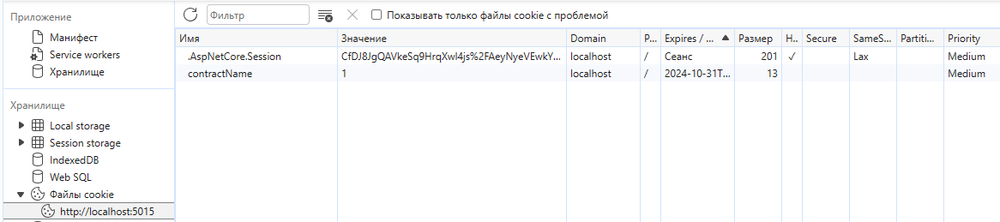 Приложение
Манифест
Service workers
Хранилище
Хранилище
Local storage
Session storage
IndexedDB
Web SQL
Файлы cookie
http://localhost:5015
Фильтр
Показывать только файлы cookie с проблемой
Имя Значение Domain P... Expires / ... Размер H.. Secure SameS... Partiti... Priority
.AspNetCore.Session CfDJ8JgQAVkeSq9HrqXwl4js%2FAeyNyeVEwkY... localhost / Сеанс 201 ✓ Lax Medium
contractName 1 localhost / 2024-10-31T... 13 Medium